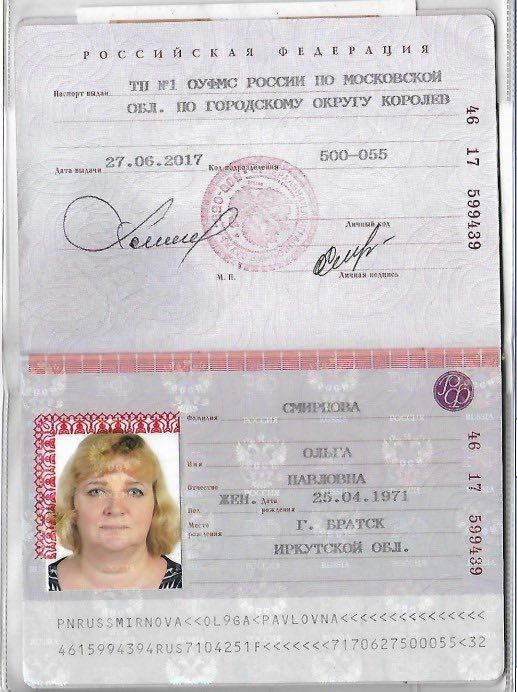 РОССИЙСКАЯ ФЕДЕРАЦИЯ
Паспорт выдан ТП №1 ОУФМС РОССИИ ПО МОСКОВСКОЙ
ОБЛ. ПО ГОРОДСКОМУ ОКРУГУ КОРОЛЕВ
Дата выдачи 27.06.2017 Код подразделения 500-055
Личный код
М. П. Личная подпись
46 17 599439
Фамилия СМИРНОВА
Имя ОЛЬГА
Отчество ПАВЛОВНА
Пол ЖЕН. Дата рождения 25.04.1971
Место рождения Г. БРАТСК
ИРКУТСКОЙ ОБЛ.
46 17 599439
PNRUSSMIRNOVA<<OL9GA<PAVLOVNA<<<<<<<<<<<<<<<
4615994394RUS7104251F<<<<<<<7170627500055<32